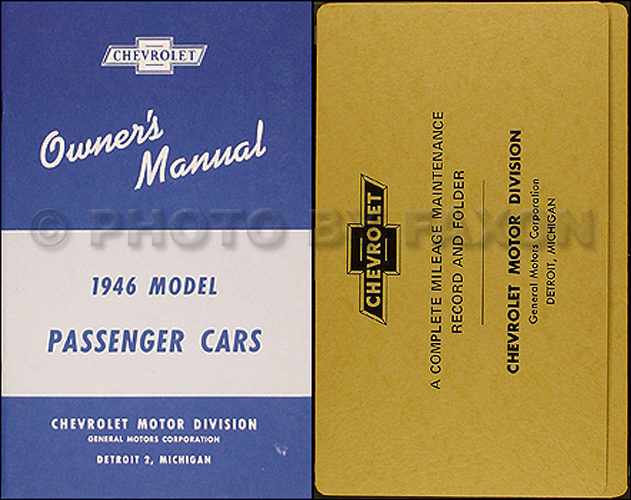 CHEVROLET
Owner's
Manual
© PHOTO BY FAXON
1946 MODEL
PASSENGER CARS
CHEVROLET MOTOR DIVISION
GENERAL MOTORS CORPORATION
DETROIT 2, MICHIGAN
CHEVROLET
A COMPLETE MILEAGE MAINTENANCE
RECORD AND FOLDER
CHEVROLET MOTOR DIVISION
General Motors Corporation
DETROIT, MICHIGAN